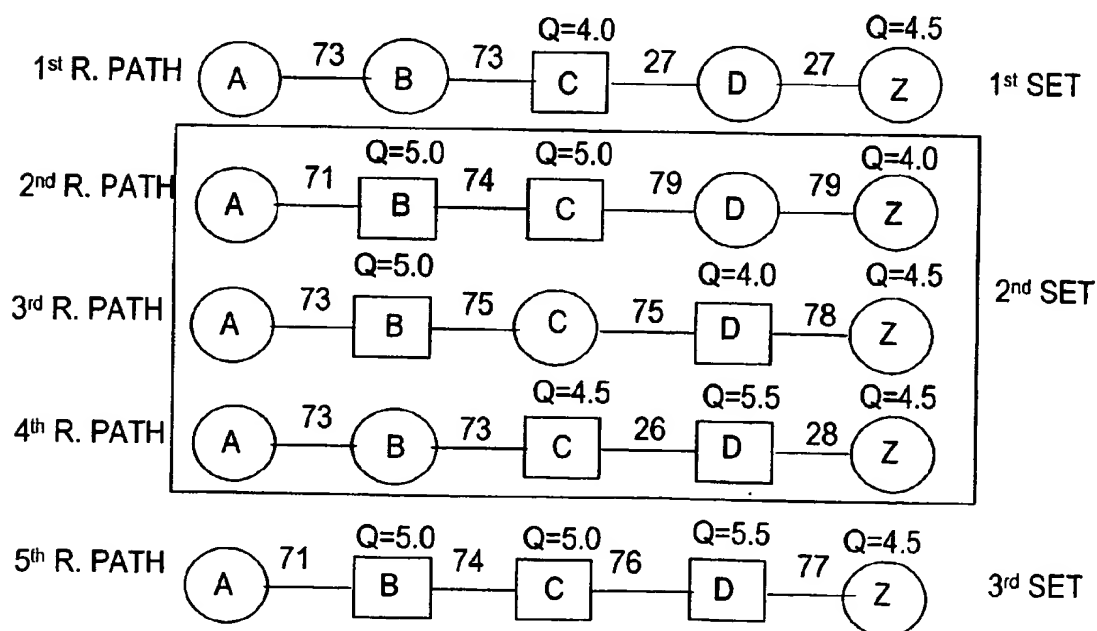 Q=4.0 Q=4.5
1st R. PATH A 73 B 73 C 27 D 27 Z 1st SET
Q=5.0 Q=5.0 Q=4.0
2nd R. PATH A 71 B 74 C 79 D 79 Z
Q=5.0 Q=4.0 Q=4.5
3rd R. PATH A 73 B 75 C 75 D 78 Z 2nd SET
Q=4.5 Q=5.5 Q=4.5
4th R. PATH A 73 B 73 C 26 D 28 Z
Q=5.0 Q=5.0 Q=5.5 Q=4.5
5th R. PATH A 71 B 74 C 76 D 77 Z 3rd SET